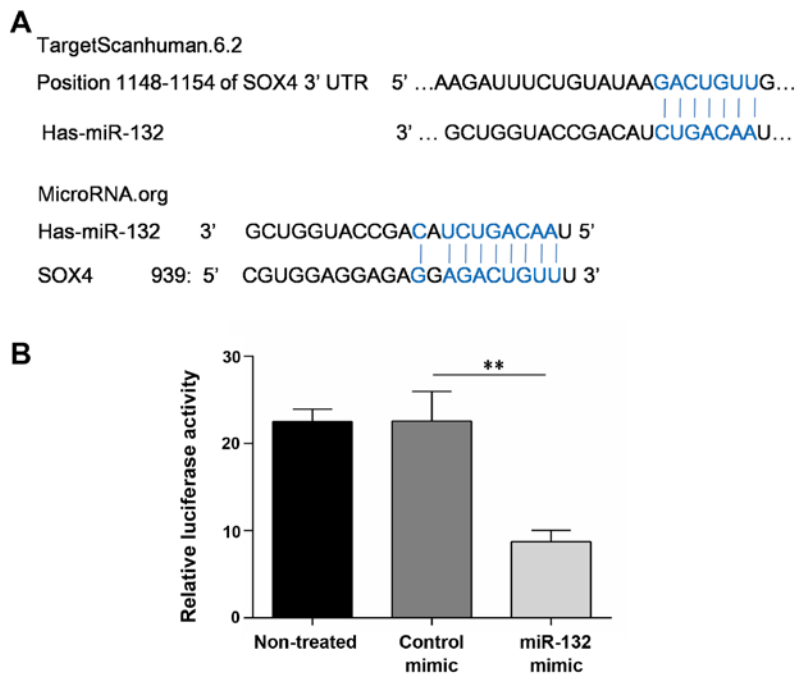 A
TargetScanhuman.6.2
Position 1148-1154 of SOX4 3’ UTR 5’ ...AAGAUUUCUGUAUAAGACUGUUG...
Has-miR-132 3’ ... GCUGGUACCGACAUCUGACAAU...
MicroRNA.org
Has-miR-132 3’ GCUGGUACCGACAUCUGACAAU 5’
SOX4 939: 5’ CGUGGAGGAGAGGAGACUGUUU 3’
B
Relative luciferase activity
30
20
10
0
**
Non-treated
Control
mimic
miR-132
mimic